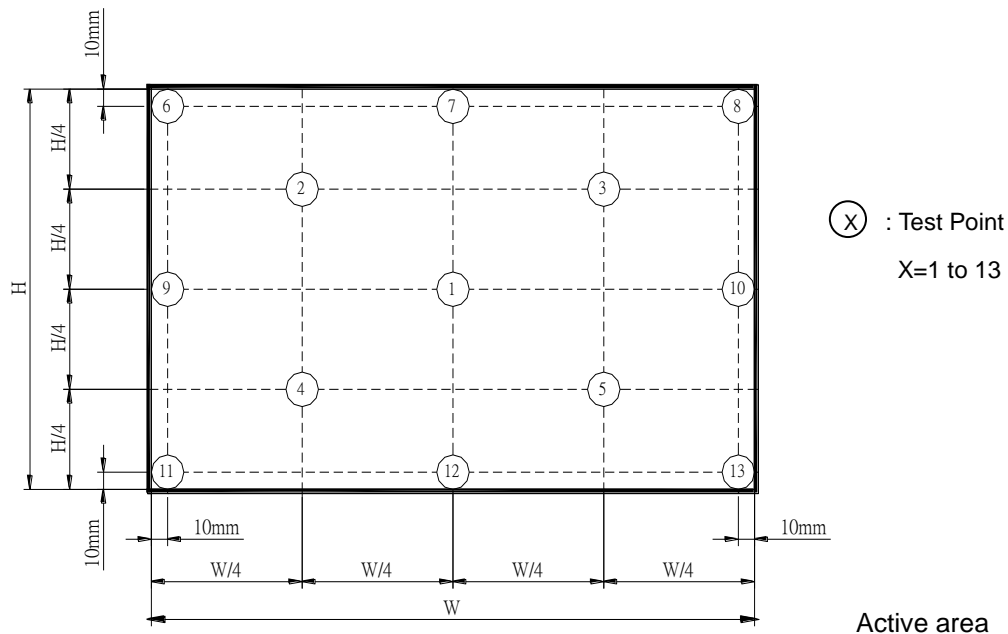 10mm
6 7 8
H/4
2 3
X : Test Point
H/4
X=1 to 13
H
9 1 10
H/4
4 5
H/4
11 12 13
10mm
10mm 10mm
W/4 W/4 W/4 W/4
W
Active area